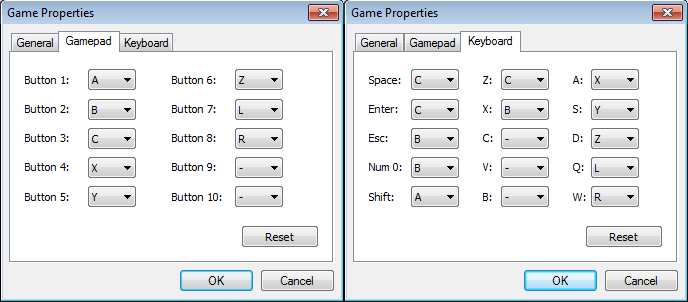 Game Properties
General Gamepad Keyboard
Button 1: A Button 6: Z
Button 2: B Button 7: L
Button 3: C Button 8: R
Button 4: X Button 9: -
Button 5: Y Button 10: -
Reset
OK Cancel
Game Properties
General Gamepad Keyboard
Space: C Z: C A: X
Enter: C X: B S: Y
Esc: B C: - D: Z
Num 0: B V: - Q: L
Shift: A B: - W: R
Reset
OK Cancel